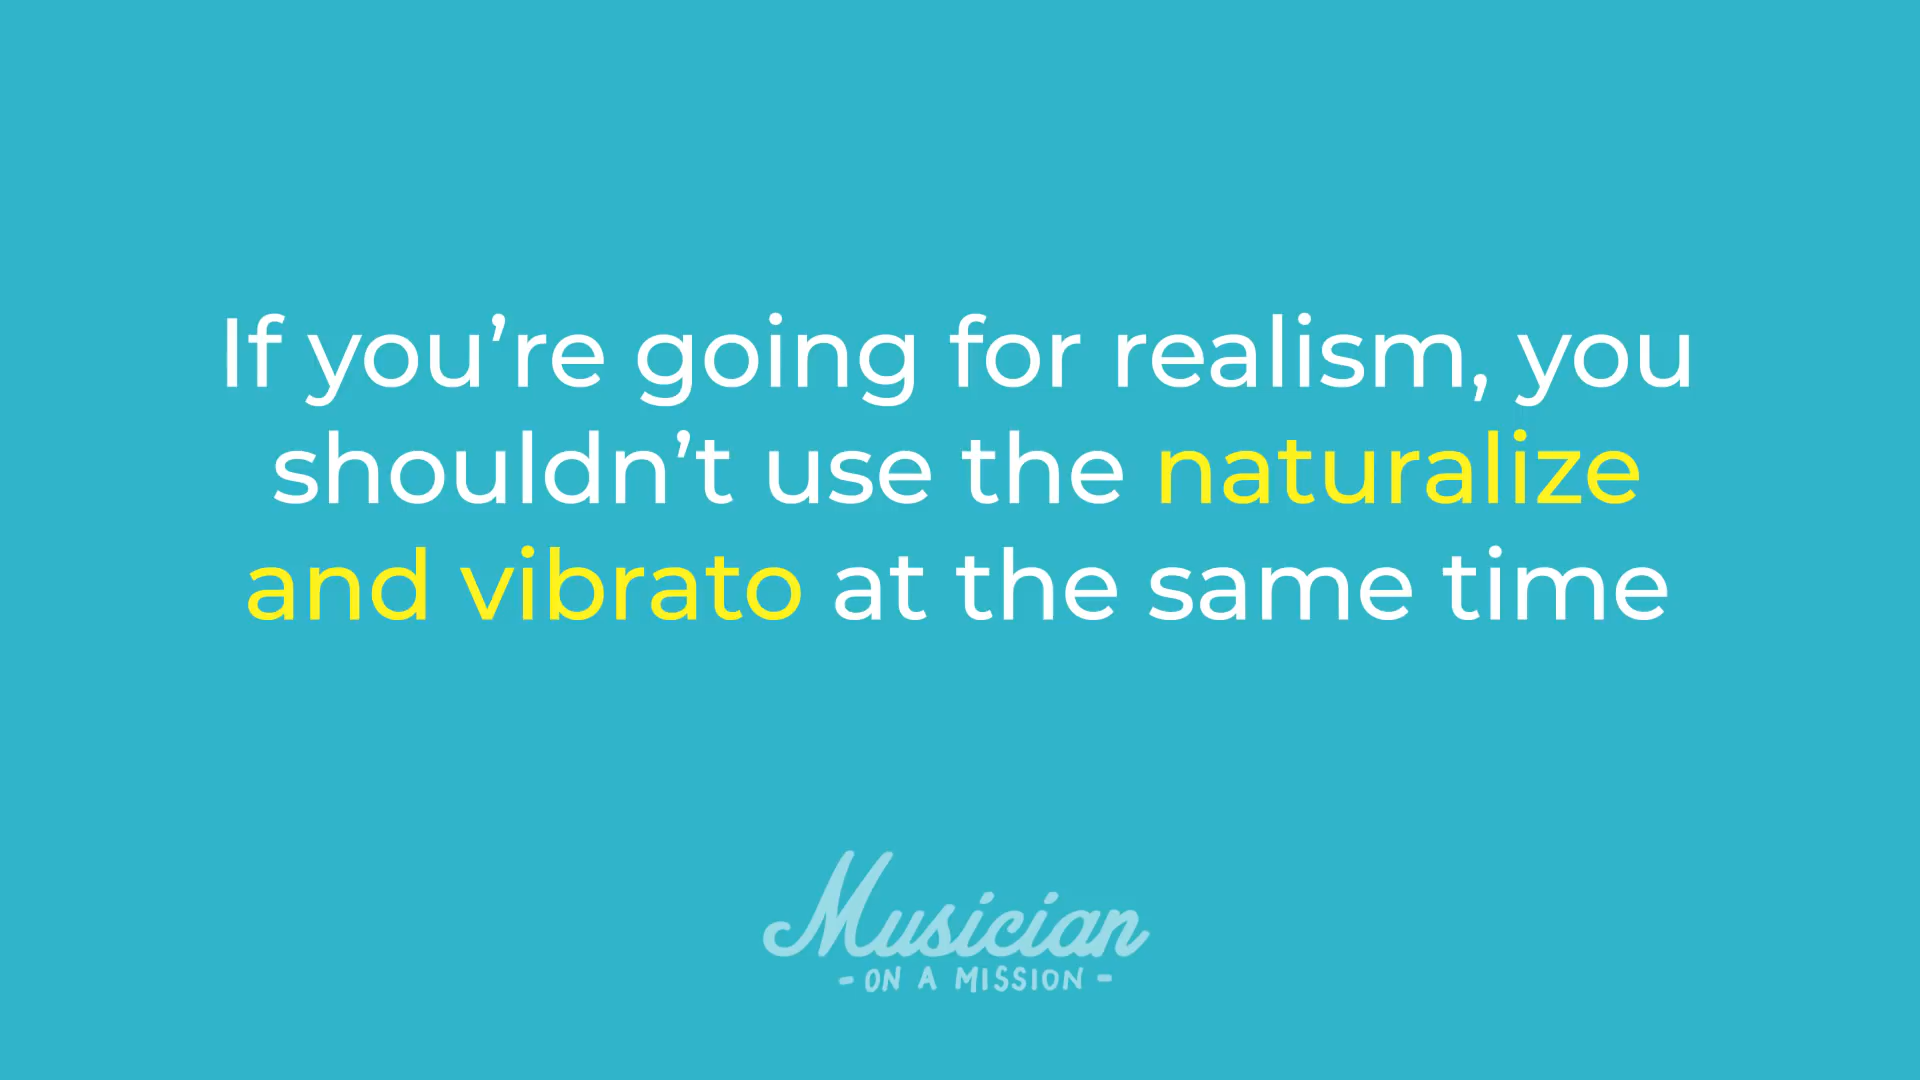 If you’re going for realism, you
shouldn’t use the naturalize
and vibrato at the same time
Musician
- ON A MISSION -